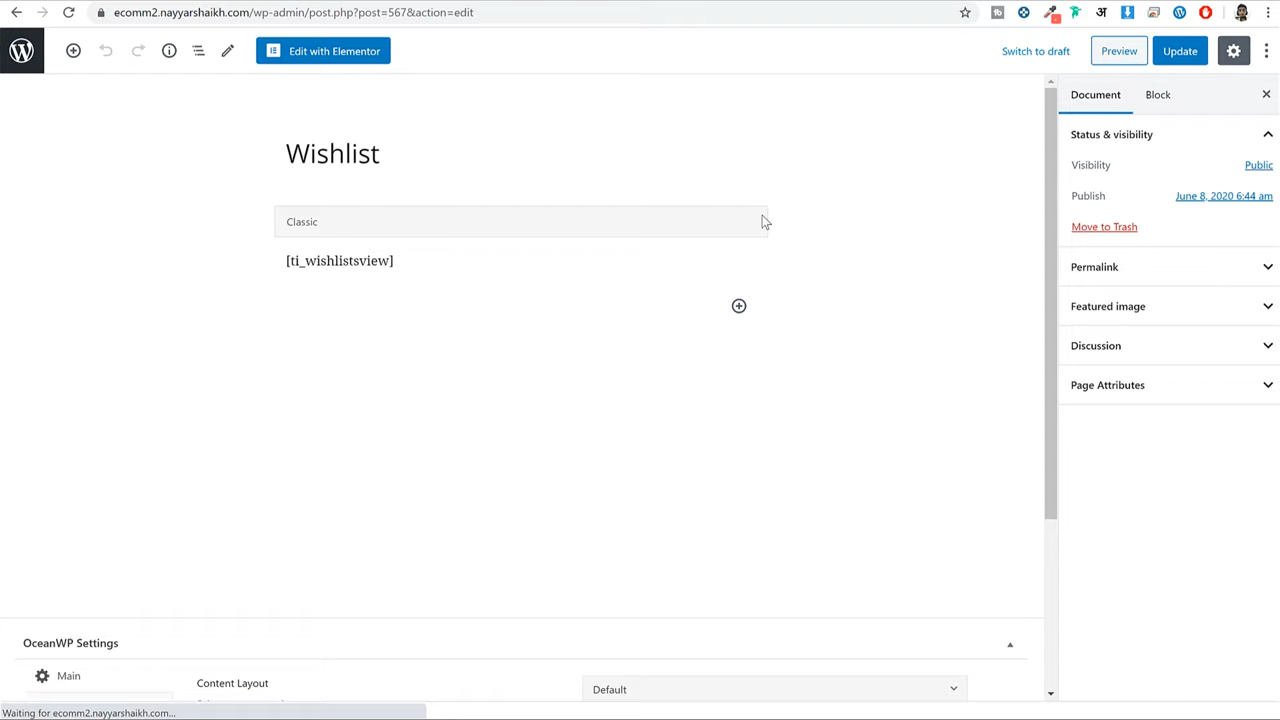 ecomm2.nayyarshaikh.com/wp-admin/post.php?post=567&action=edit
Edit with Elementor
Switch to draft
Preview
Update
Document
Block
Wishlist
Status & visibility
Visibility
Public
Publish
June 8, 2020 6:44 am
Move to Trash
Classic
[ti_wishlistsview]
Permalink
Featured image
Discussion
Page Attributes
OceanWP Settings
Main
Content Layout
Default
Waiting for ecomm2.nayyarshaikh.com...